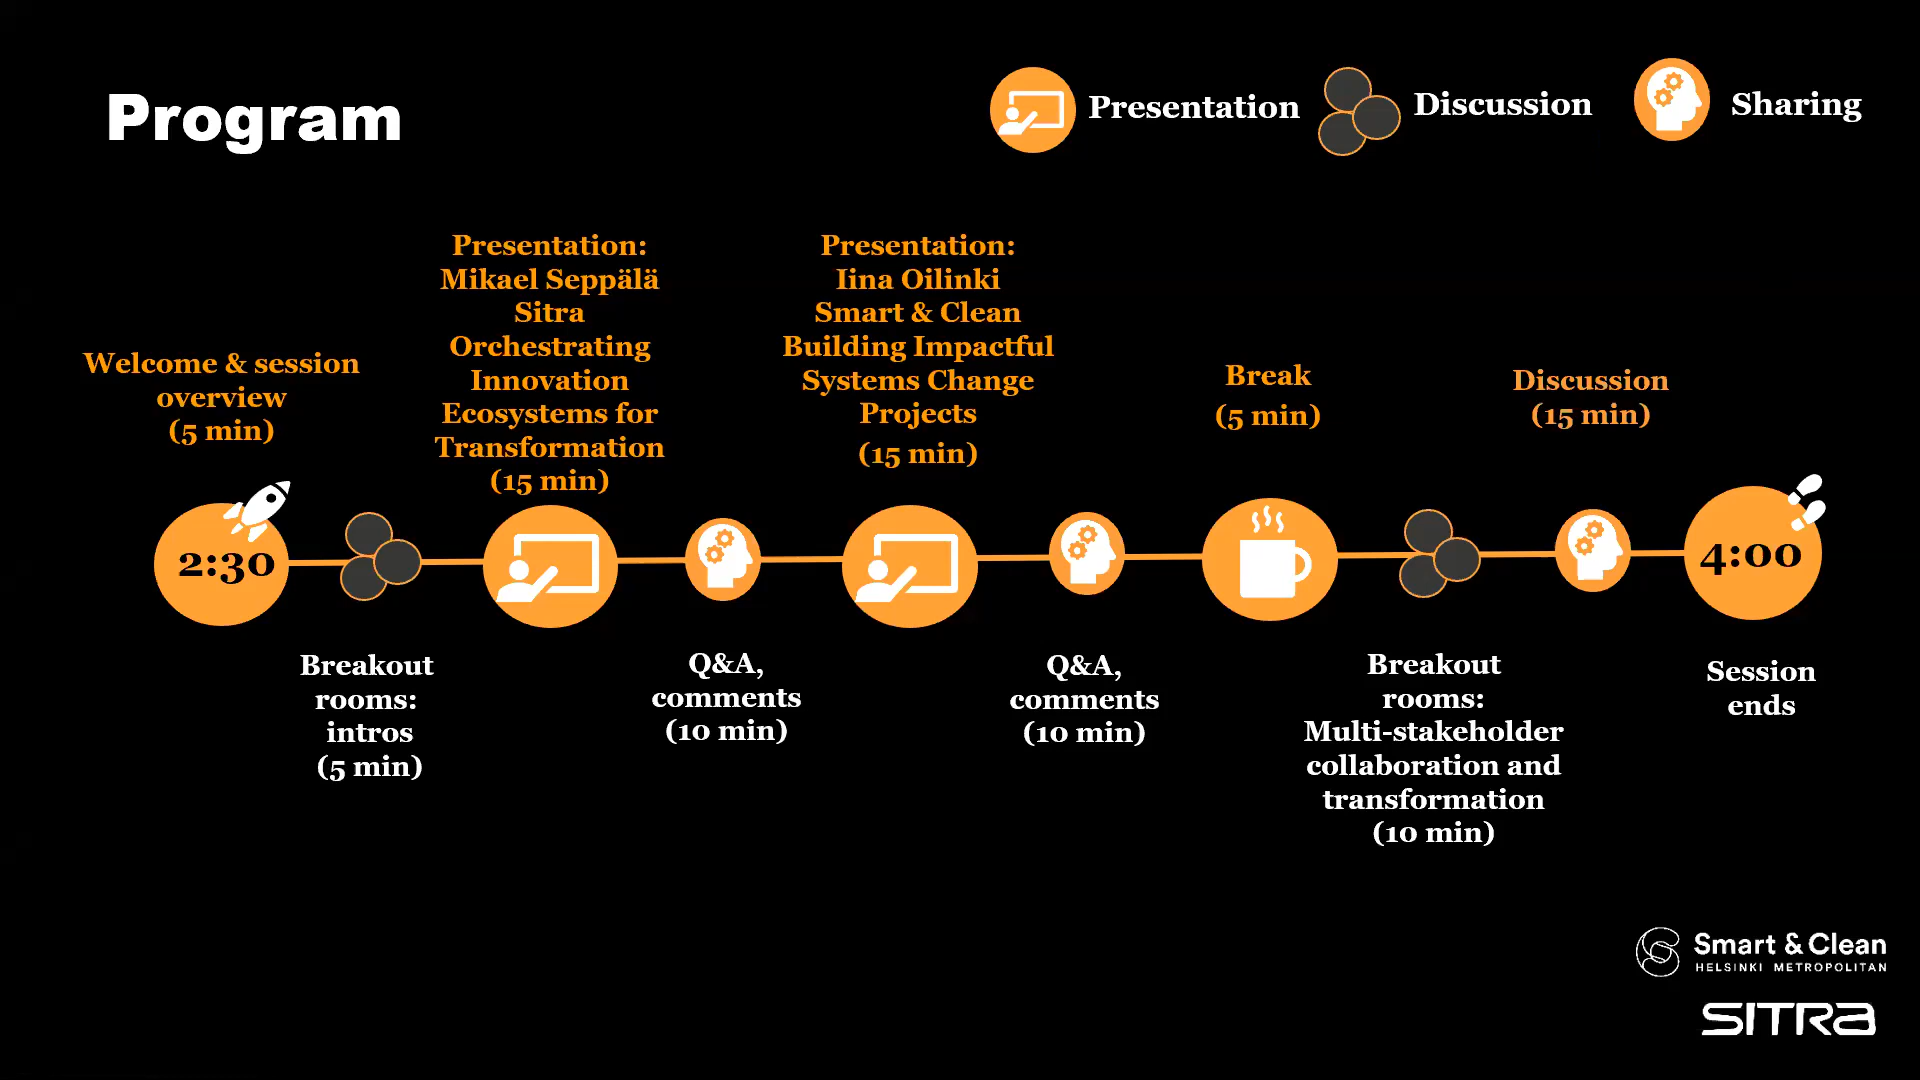 Program
Presentation
Discussion
Sharing
Welcome & session
overview
(5 min)
Breakout
rooms:
intros
(5 min)
Presentation:
Mikael Seppälä
Sitra
Orchestrating
Innovation
Ecosystems for
Transformation
(15 min)
Q&A,
comments
(10 min)
Presentation:
Iina Oilinki
Smart & Clean
Building Impactful
Systems Change
Projects
(15 min)
Q&A,
comments
(10 min)
Break
(5 min)
Breakout
rooms:
Multi-stakeholder
collaboration and
transformation
(10 min)
Discussion
(15 min)
2:30
4:00
Session
ends
Smart & Clean
HELSINKI METROPOLITAN
SITRA